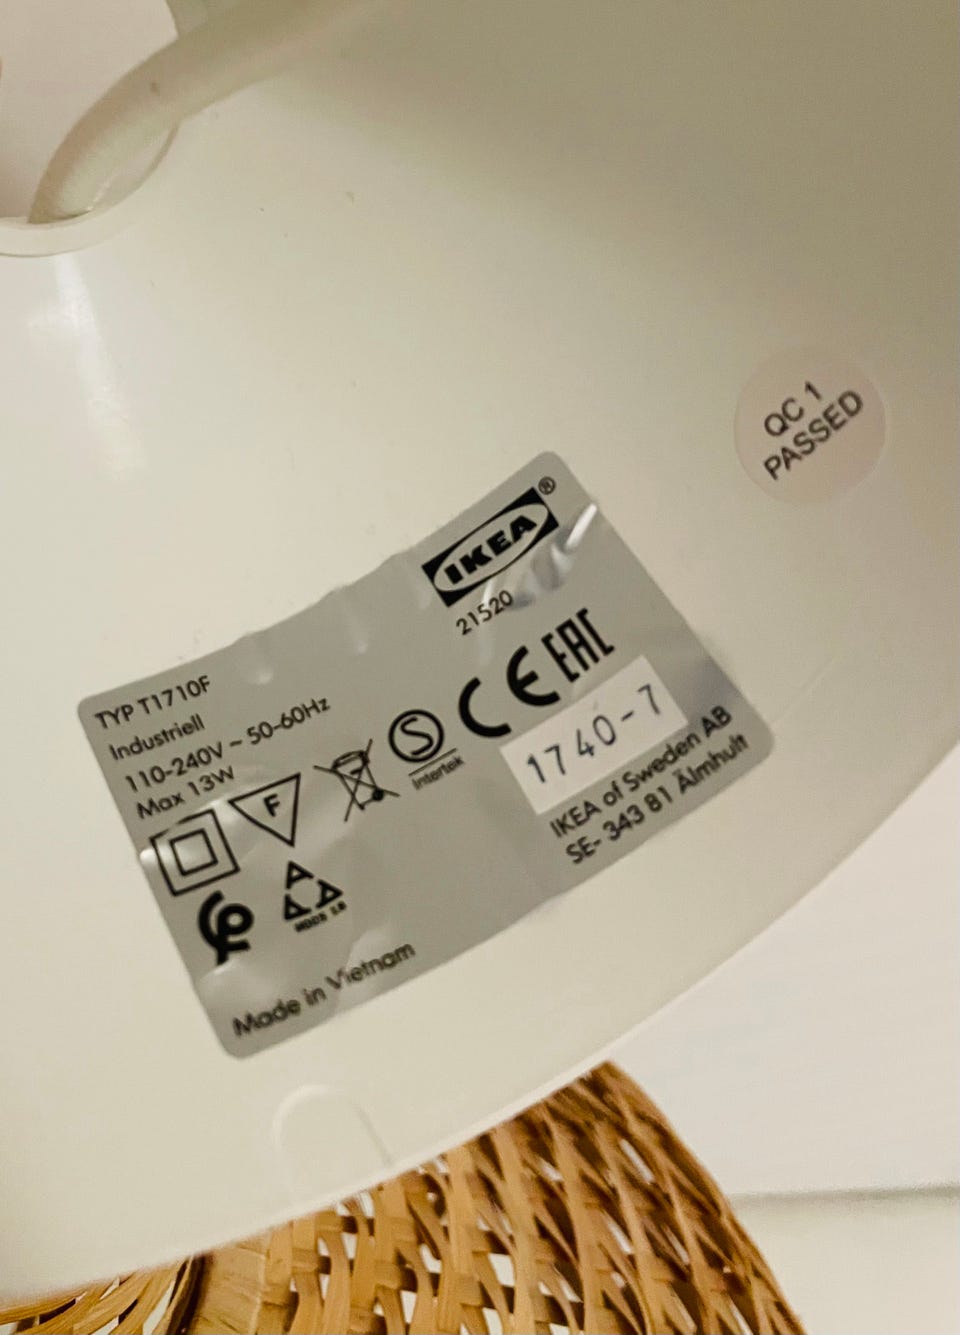 QC 1
PASSED
IKEA®
21520
TYP T1710F
Industriell
110-240V ~ 50-60Hz
Max 13W
F
S
Intertek
CE EAC
1740-7
IKEA of Sweden AB
SE- 343 81 Älmhult
Made in Vietnam